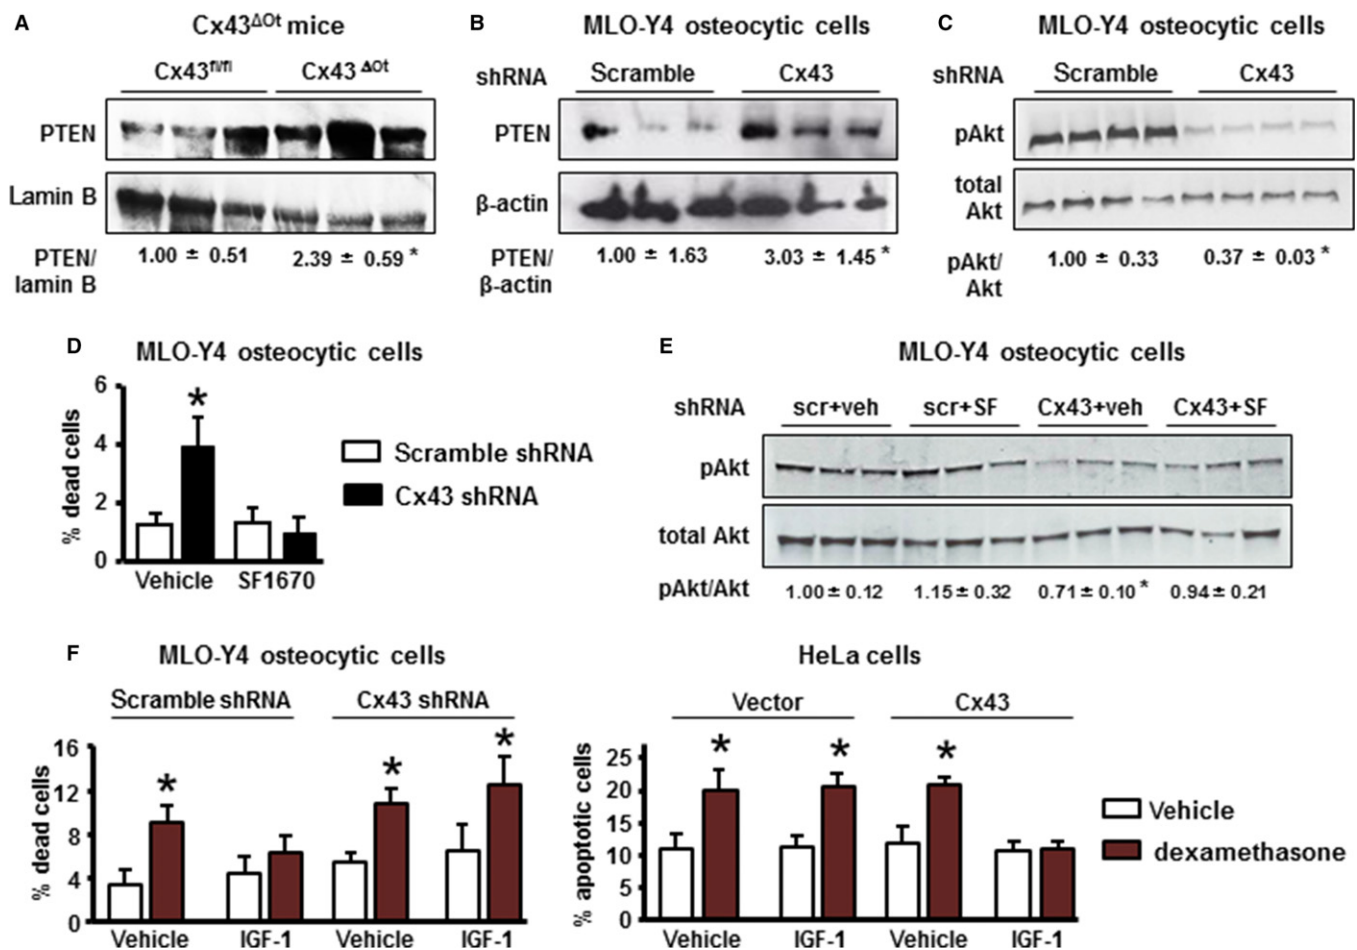 A
Cx43ΔOt mice
Cx43fl/fl Cx43 ΔOt
PTEN
Lamin B
PTEN/ 1.00 ± 0.51 2.39 ± 0.59 *
lamin B
B
MLO-Y4 osteocytic cells
shRNA Scramble Cx43
PTEN
β-actin
PTEN/ 1.00 ± 1.63 3.03 ± 1.45 *
β-actin
C
MLO-Y4 osteocytic cells
shRNA Scramble Cx43
pAkt
total
Akt
pAkt/ 1.00 ± 0.33 0.37 ± 0.03 *
Akt
D
MLO-Y4 osteocytic cells
% dead cells
6
4
2
0
*
Vehicle SF1670
Scramble shRNA
Cx43 shRNA
E
MLO-Y4 osteocytic cells
shRNA scr+veh scr+SF Cx43+veh Cx43+SF
pAkt
total Akt
pAkt/Akt 1.00 ± 0.12 1.15 ± 0.32 0.71 ± 0.10 * 0.94 ± 0.21
F
MLO-Y4 osteocytic cells
Scramble shRNA Cx43 shRNA
% dead cells
16
12
8
4
0
* * *
Vehicle IGF-1 Vehicle IGF-1
HeLa cells
Vector Cx43
% apoptotic cells
25
20
15
10
5
0
* * *
Vehicle IGF-1 Vehicle IGF-1
Vehicle
dexamethasone